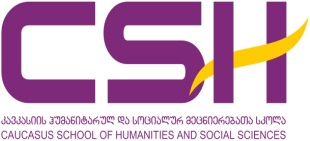 CSH
კავკასიის ჰუმანიტარულ და სოციალურ მეცნიერებათა სკოლა
CAUCASUS SCHOOL OF HUMANITIES AND SOCIAL SCIENCES